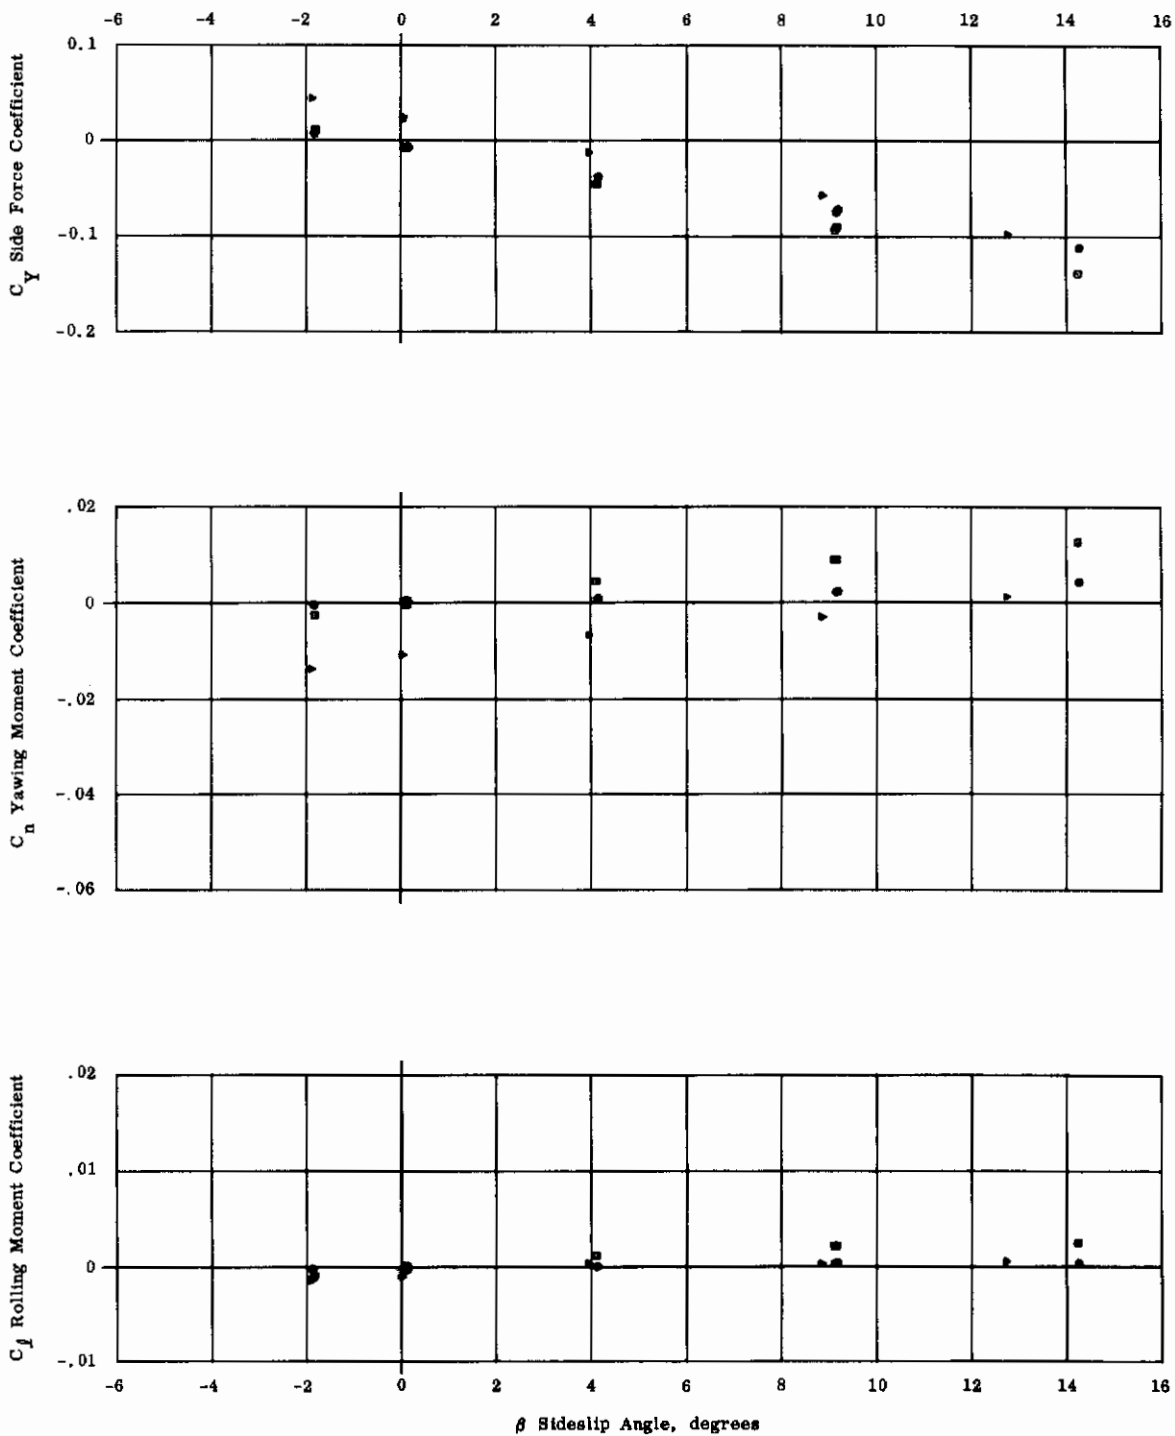 -6 -4 -2 0 2 4 6 8 10 12 14 16
0.1
0
-0.1
-0.2
C_Y Side Force Coefficient
.02
0
-.02
-.04
-.06
C_n Yawing Moment Coefficient
.02
.01
0
-.01
C_l Rolling Moment Coefficient
-6 -4 -2 0 2 4 6 8 10 12 14 16
β Sideslip Angle, degrees